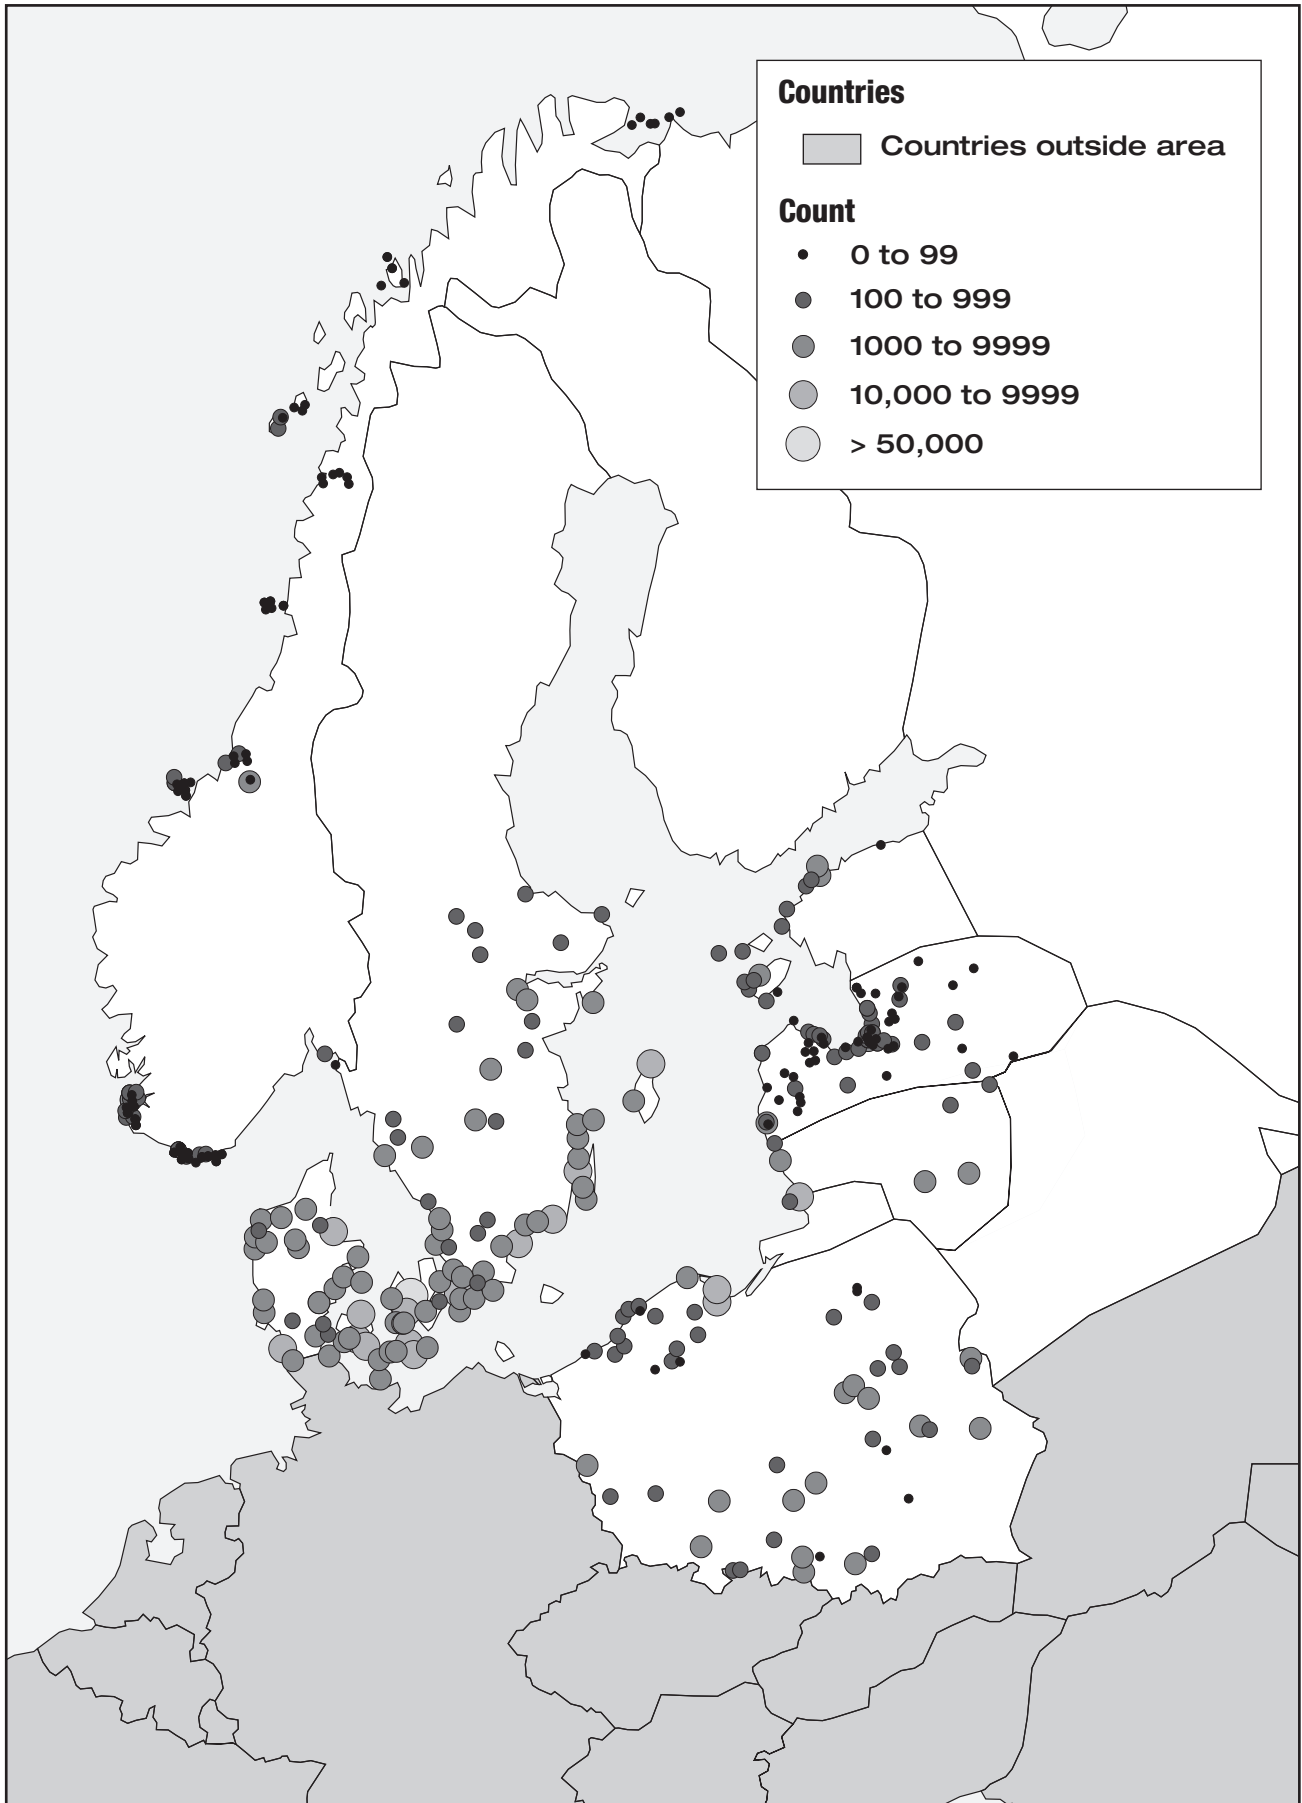 Countries
Countries outside area
Count
0 to 99
100 to 999
1000 to 9999
10,000 to 9999
> 50,000